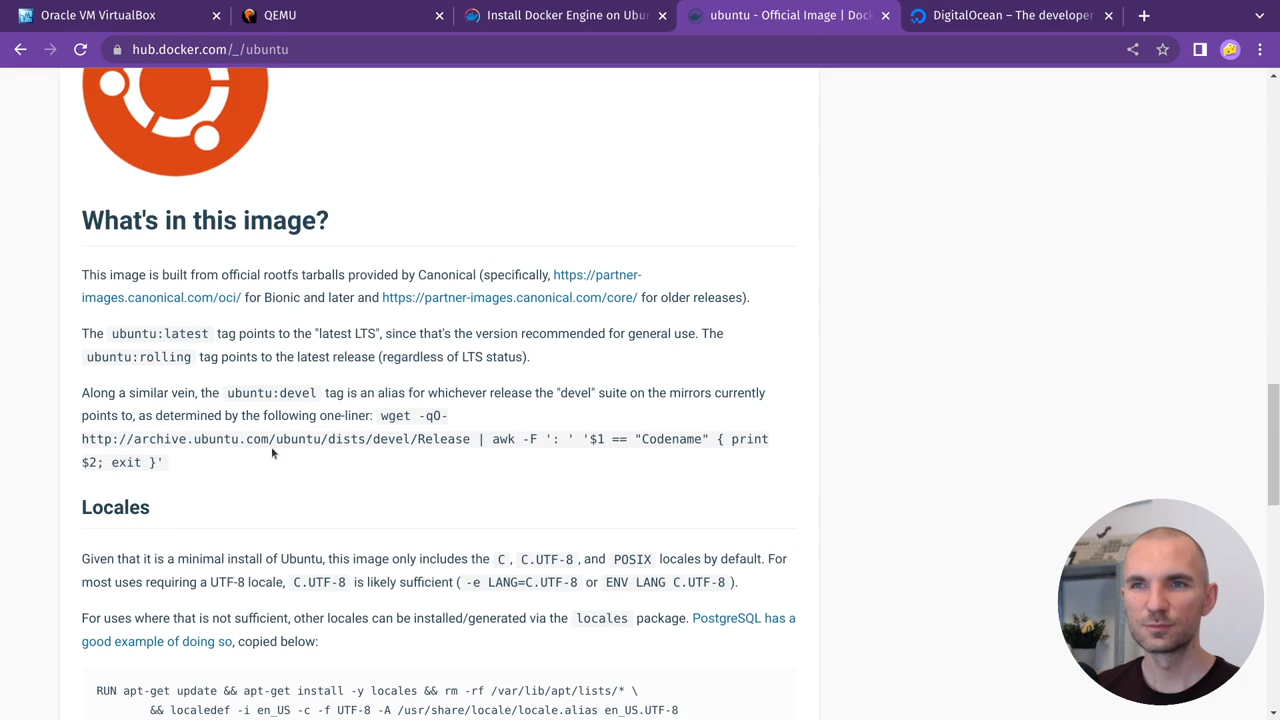 Oracle VM VirtualBox
QEMU
Install Docker Engine on Ubu
ubuntu - Official Image | Dock
DigitalOcean – The developer
hub.docker.com/_/ubuntu
What's in this image?
This image is built from official rootfs tarballs provided by Canonical (specifically, https://partner-
images.canonical.com/oci/ for Bionic and later and https://partner-images.canonical.com/core/ for older releases).
The ubuntu:latest tag points to the "latest LTS", since that's the version recommended for general use. The
ubuntu:rolling tag points to the latest release (regardless of LTS status).
Along a similar vein, the ubuntu:devel tag is an alias for whichever release the "devel" suite on the mirrors currently
points to, as determined by the following one-liner: wget -qO-
http://archive.ubuntu.com/ubuntu/dists/devel/Release | awk -F ': ' '$1 == "Codename" { print
$2; exit }'
Locales
Given that it is a minimal install of Ubuntu, this image only includes the C, C.UTF-8, and POSIX locales by default. For
most uses requiring a UTF-8 locale, C.UTF-8 is likely sufficient (-e LANG=C.UTF-8 or ENV LANG C.UTF-8).
For uses where that is not sufficient, other locales can be installed/generated via the locales package. PostgreSQL has a
good example of doing so, copied below:
RUN apt-get update && apt-get install -y locales && rm -rf /var/lib/apt/lists/* \
&& localedef -i en_US -c -f UTF-8 -A /usr/share/locale/locale.alias en_US.UTF-8